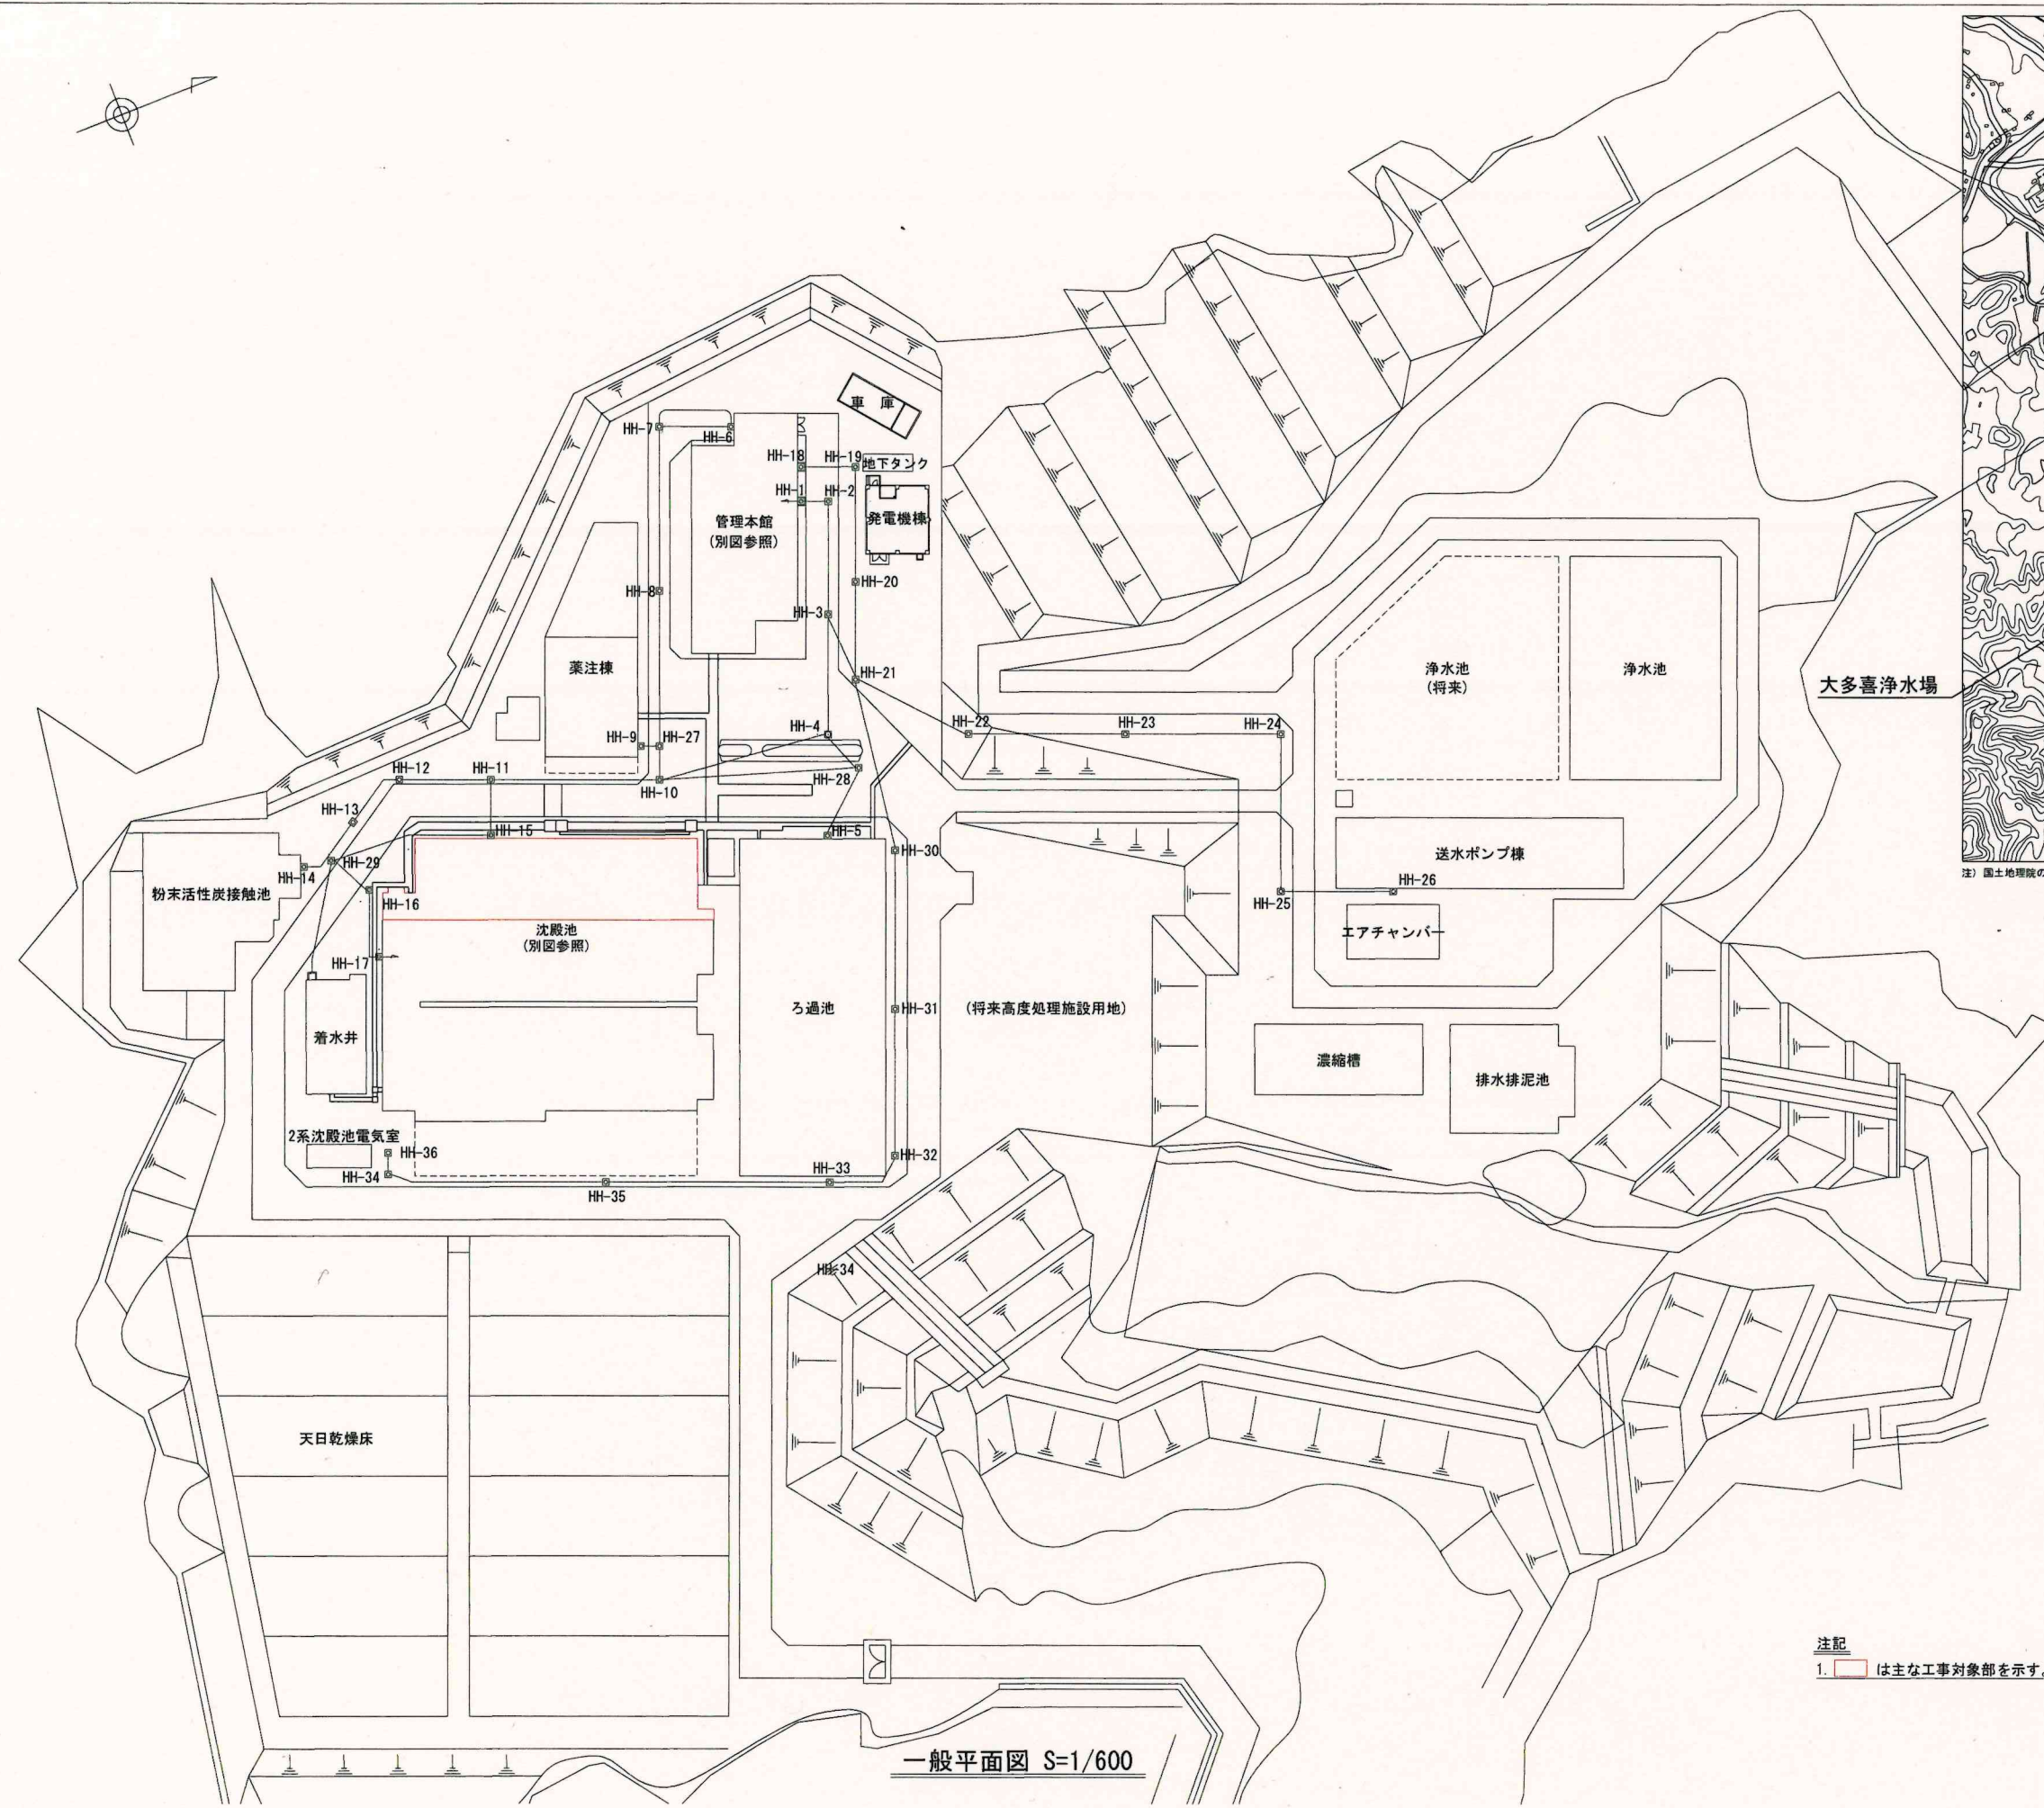 車 庫
HH-7
HH-6
HH-18
HH-19
地下タンク
HH-1
HH-2
管理本館
(別図参照)
発電機棟
HH-20
HH-8
HH-3
薬注棟
HH-21
浄水池
(将来)
浄水池
大多喜浄水場
HH-9
HH-27
HH-4
HH-22
HH-23
HH-24
HH-12
HH-11
HH-10
HH-28
HH-13
HH-15
HH-5
HH-30
送水ポンプ棟
HH-14
HH-29
HH-26
注) 国土地理院の
粉末活性炭接触池
HH-16
HH-25
沈殿池
(別図参照)
エアチャンバー
HH-17
着水井
ろ過池
HH-31
(将来高度処理施設用地)
濃縮槽
排水排泥池
2系沈殿池電気室
HH-36
HH-32
HH-34
HH-35
HH-33
HH-34
天日乾燥床
注記
1. は主な工事対象部を示す。
一般平面図 S=1/600